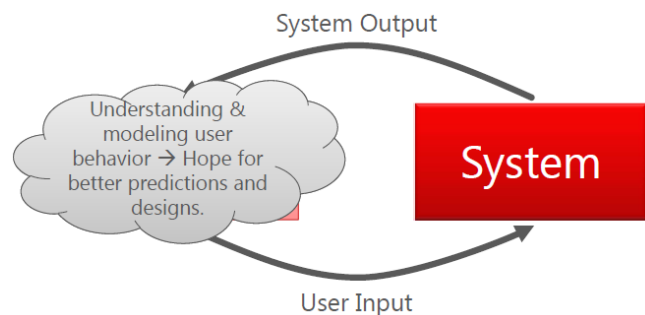 System Output
Understanding &
modeling user
behavior → Hope for
better predictions and
designs.
System
User Input